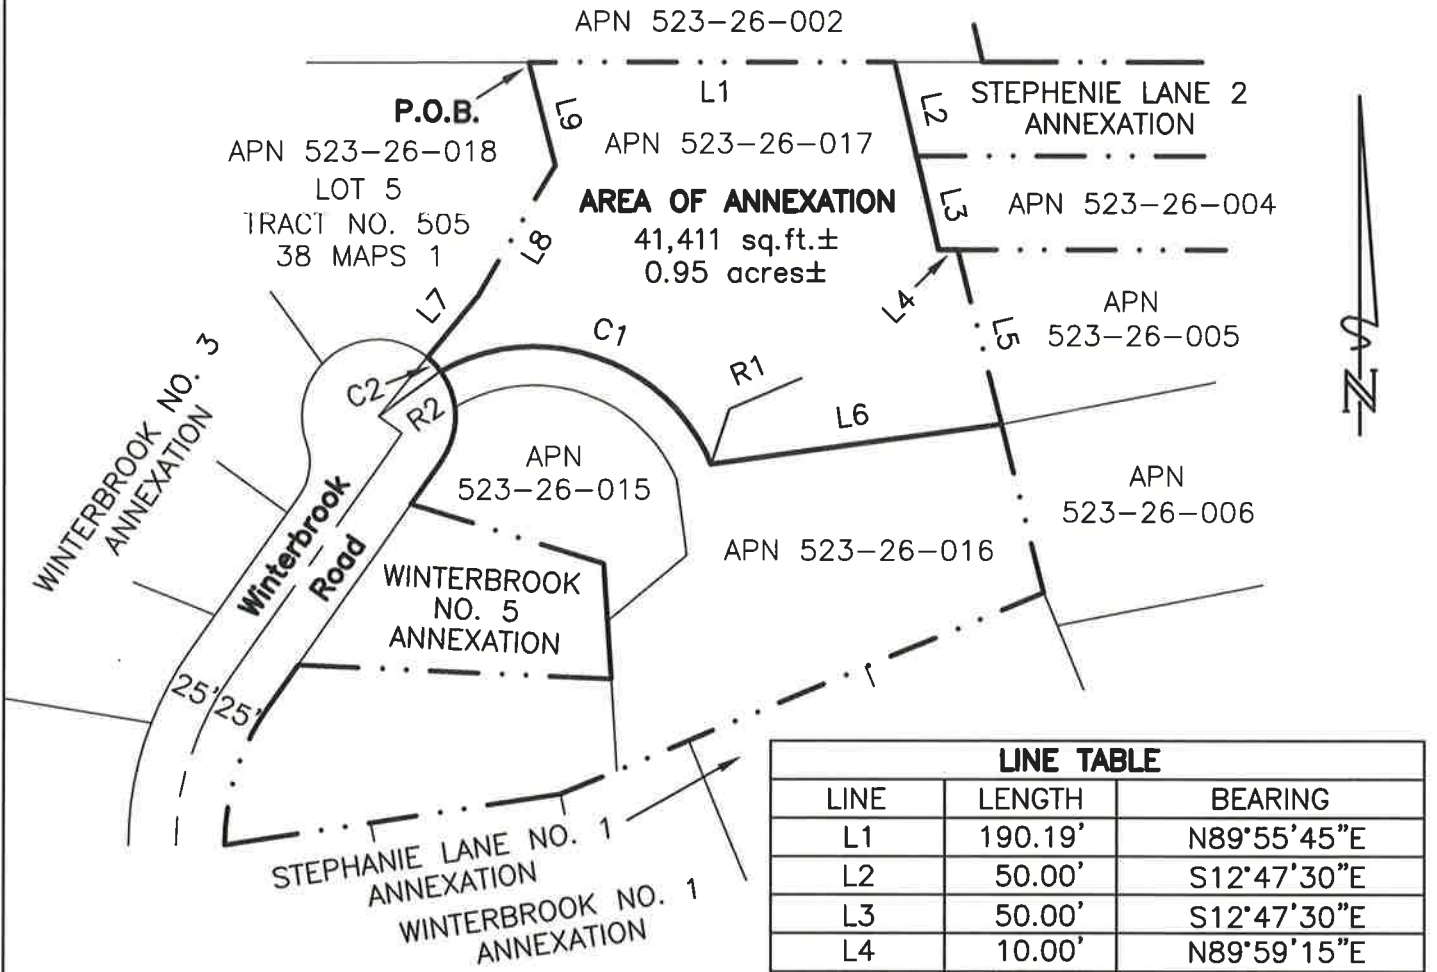 APN 523-26-002
P.O.B.
L9
L1
L2
STEPHENIE LANE 2
ANNEXATION
APN 523-26-018
LOT 5
TRACT NO. 505
38 MAPS 1
APN 523-26-017
AREA OF ANNEXATION
41,411 sq.ft.±
0.95 acres±
L3
APN 523-26-004
L8
L7
L4
L5
APN
523-26-005
N
C1
R1
C2
R2
L6
WINTERBROOK NO. 3
ANNEXATION
APN
523-26-015
APN
523-26-006
APN 523-26-016
Winterbrook
Road
WINTERBROOK
NO. 5
ANNEXATION
25' 25'
STEPHANIE LANE NO. 1
ANNEXATION
WINTERBROOK NO. 1
ANNEXATION
LINE TABLE
LINE LENGTH BEARING
L1 190.19' N89°55'45"E
L2 50.00' S12°47'30"E
L3 50.00' S12°47'30"E
L4 10.00' N89°59'15"E